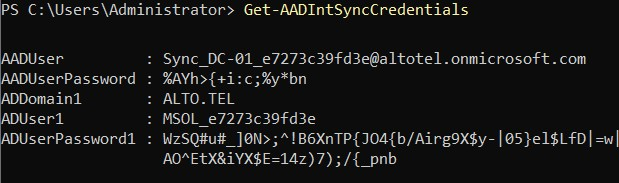 PS C:\Users\Administrator> Get-AADIntSyncCredentials
AADUser : Sync_DC-01_e7273c39fd3e@altotel.onmicrosoft.com
AADUserPassword : %AYh>{+i:c;%y*bn
ADDomain1 : ALTO.TEL
ADUser1 : MSOL_e7273c39fd3e
ADUserPassword1 : WzSQ#u#_]0N>;^!B6XnTP{JO4{b/Airg9X$y-|05}el$LfD|=w|
AO^EtX&iYX$E=14z)7);/{_pnb